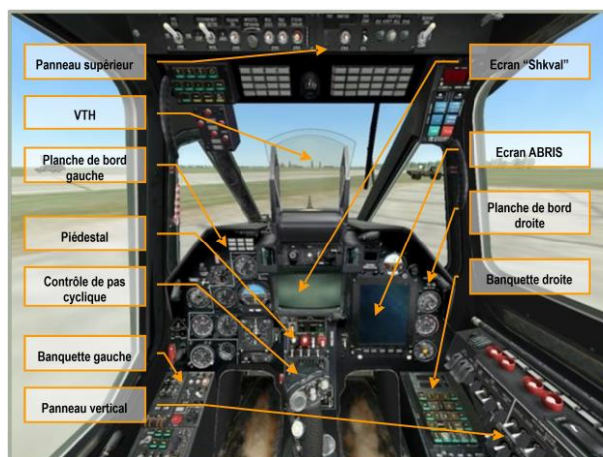 Panneau supérieur
VTH
Planche de bord
gauche
Piédestal
Contrôle de pas
cyclique
Banquette gauche
Panneau vertical
Ecran “Shkval”
Ecran ABRIS
Planche de bord
droite
Banquette droite